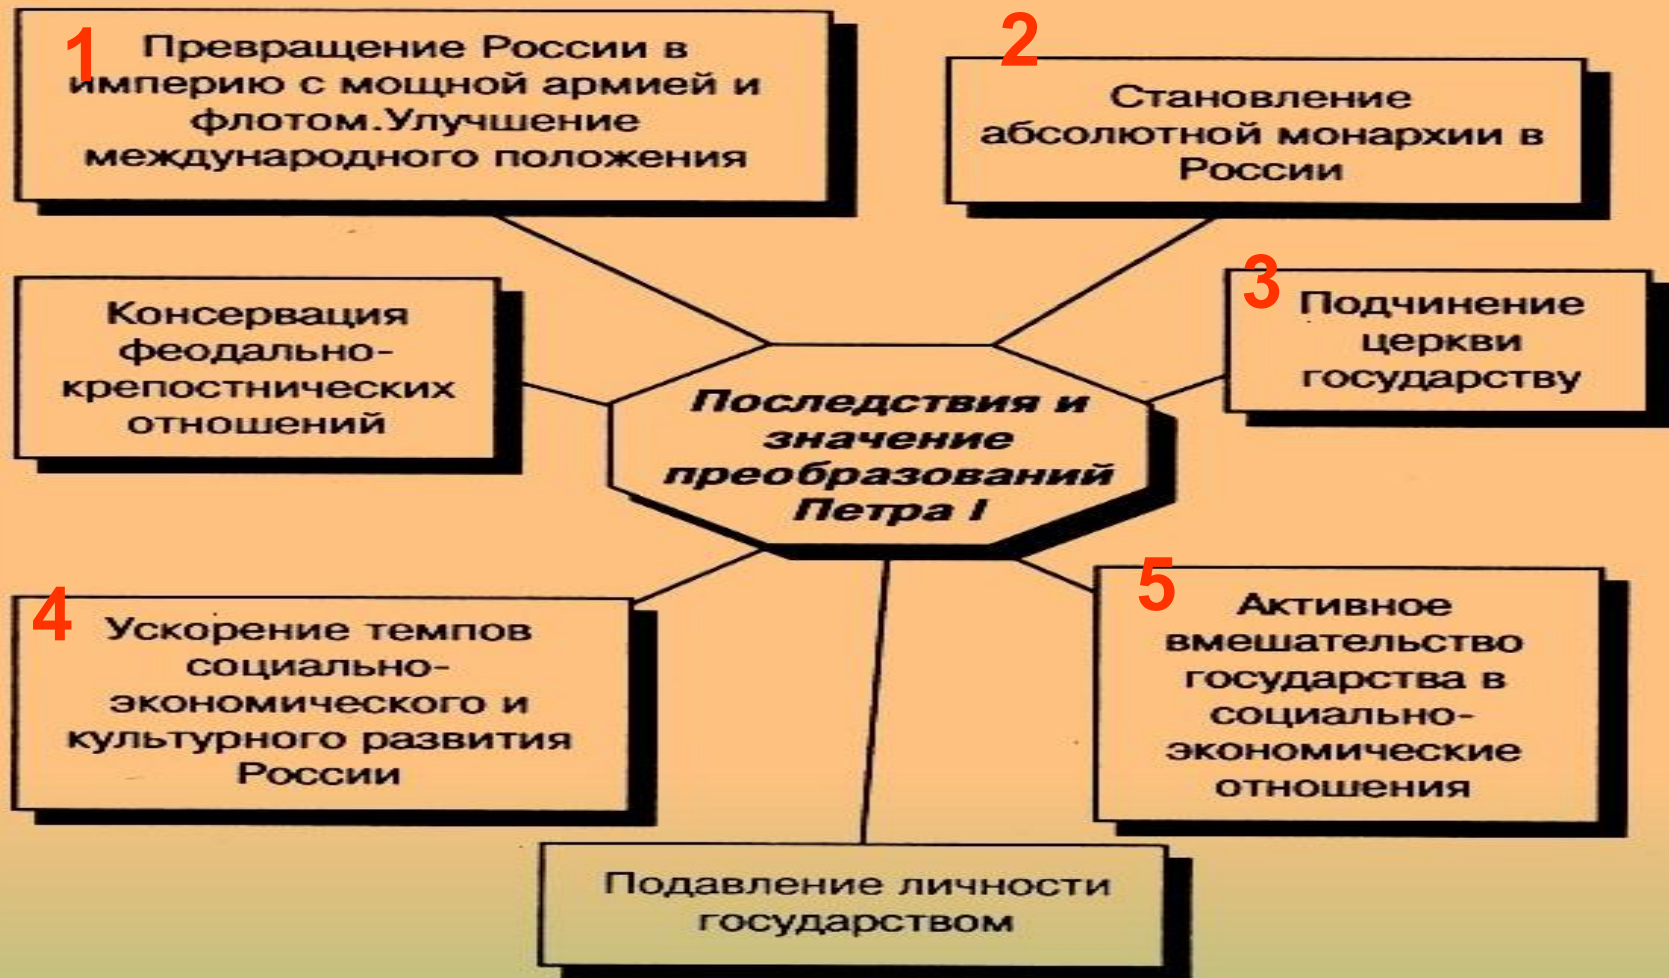 1
Превращение России в
империю с мощной армией и
флотом.Улучшение
международного положения
2
Становление
абсолютной монархии в
России
Консервация
феодально-
крепостнических
отношений
3
Подчинение
церкви
государству
Последствия и
значение
преобразований
Петра I
4
Ускорение темпов
социально-
экономического и
культурного развития
России
5
Активное
вмешательство
государства в
социально-
экономические
отношения
Подавление личности
государством